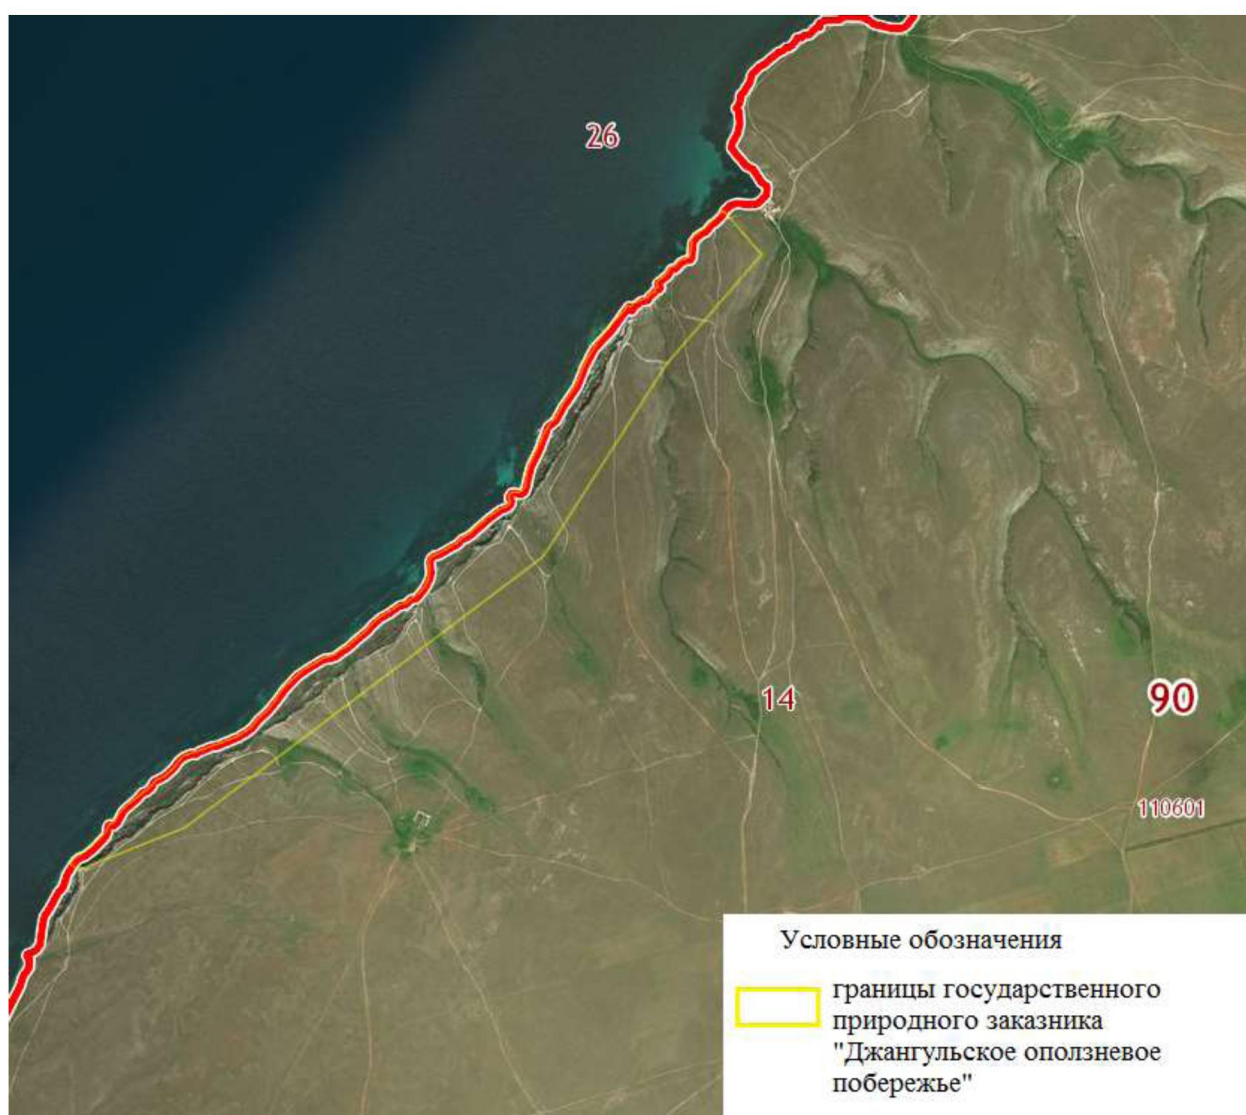 26
14
90
110601
Условные обозначения
границы государственного
природного заказника
"Джангульское оползневое
побережье"